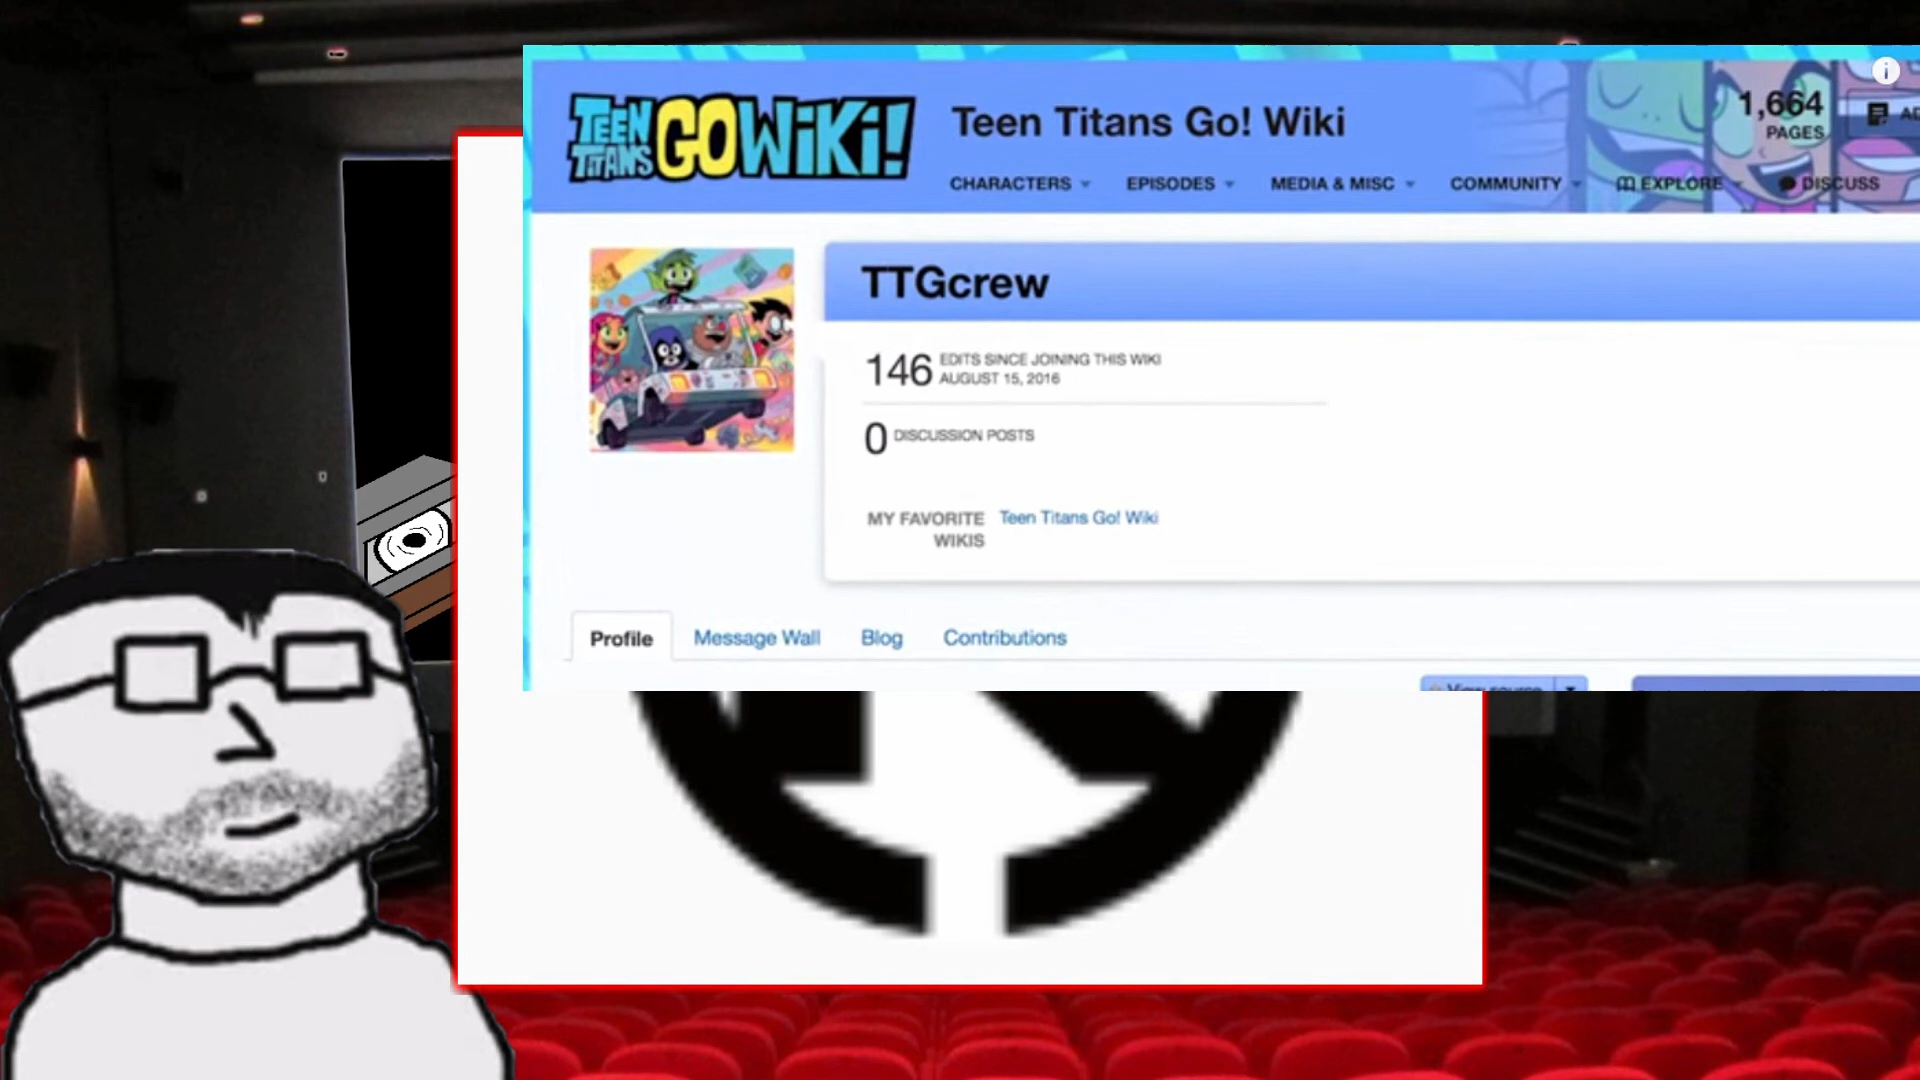 TEEN TITANS GO WiKi!
Teen Titans Go! Wiki
1,664
PAGES
CHARACTERS
EPISODES
MEDIA & MISC
COMMUNITY
EXPLORE
DISCUSS
TTGcrew
146 EDITS SINCE JOINING THIS WIKI
AUGUST 15, 2016
0 DISCUSSION POSTS
MY FAVORITE
WIKIS
Teen Titans Go! Wiki
Profile
Message Wall
Blog
Contributions
View source